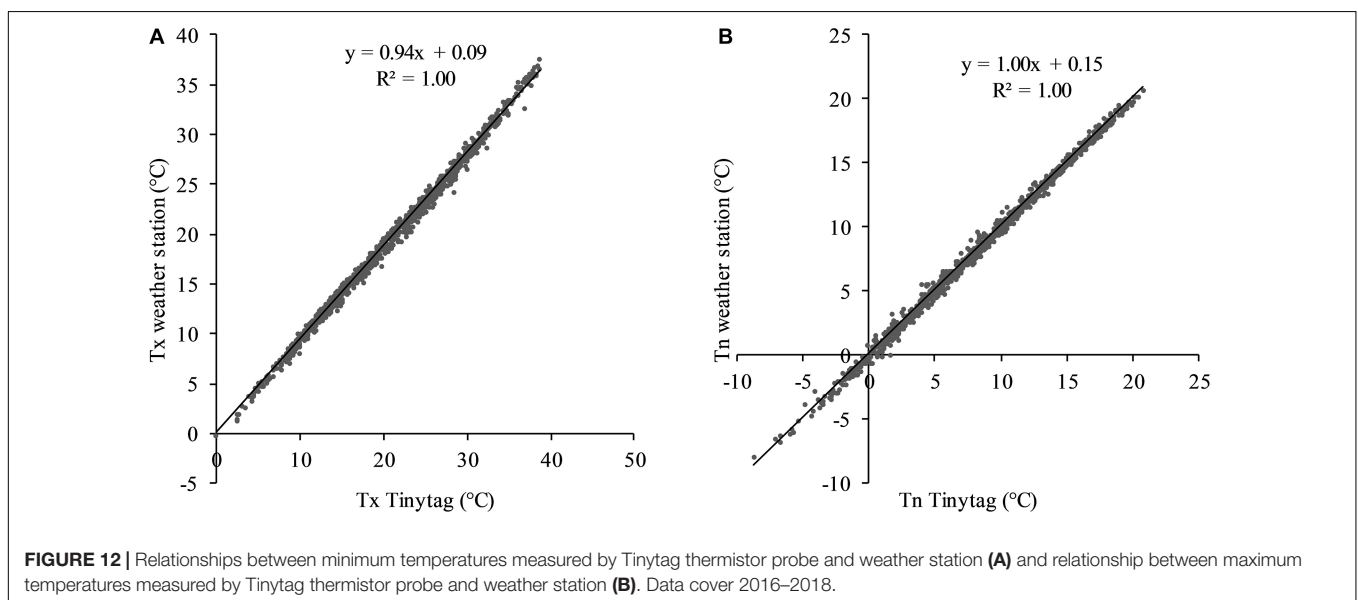 A
y = 0.94x + 0.09
R² = 1.00
40
35
30
25
20
15
10
5
0
-5
0 10 20 30 40 50
Tx weather station (°C)
Tx Tinytag (°C)
B
y = 1.00x + 0.15
R² = 1.00
25
20
15
10
5
0
-5
-10
-10 -5 0 5 10 15 20 25
Tn weather station (°C)
Tn Tinytag (°C)
FIGURE 12 | Relationships between minimum temperatures measured by Tinytag thermistor probe and weather station (A) and relationship between maximum
temperatures measured by Tinytag thermistor probe and weather station (B). Data cover 2016–2018.